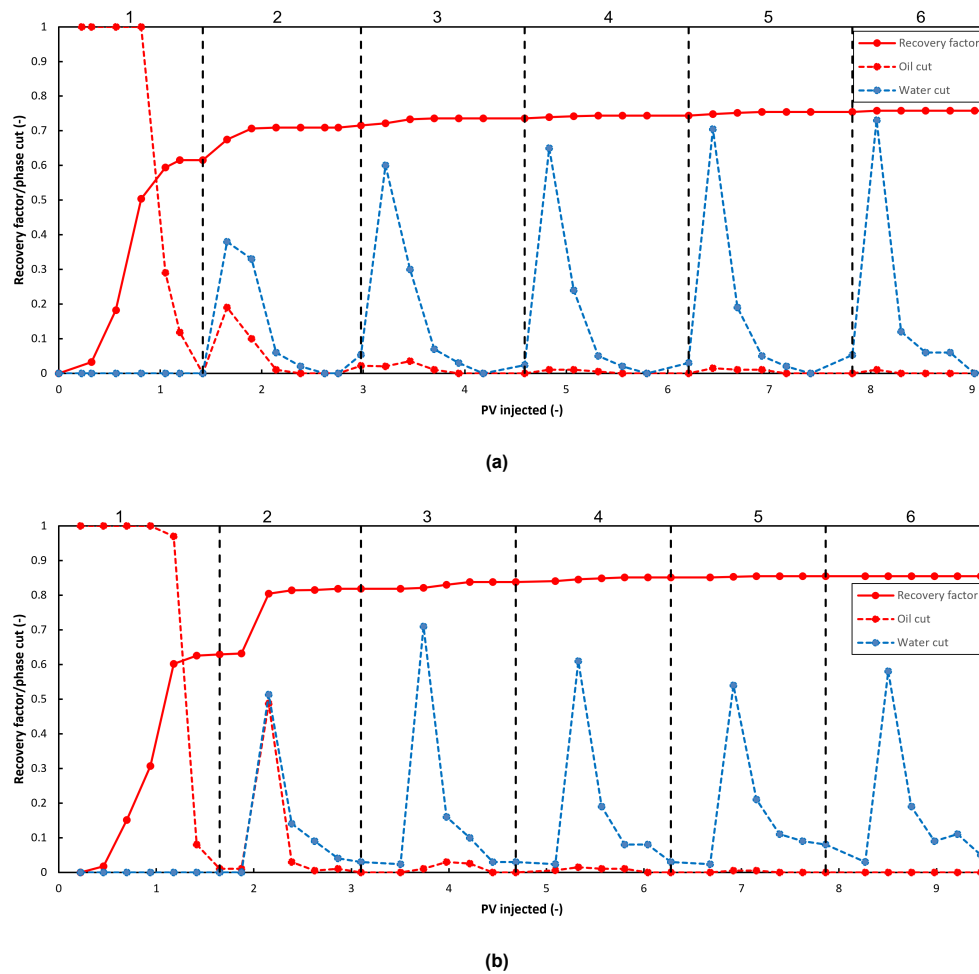 1 2 3 4 5 6
Recovery factor/phase cut (-)
1
0.9
0.8
0.7
0.6
0.5
0.4
0.3
0.2
0.1
0
Recovery factor
Oil cut
Water cut
0 1 2 3 4 5 6 7 8 9
PV injected (-)
(a)
1 2 3 4 5 6
Recovery factor/phase cut (-)
1
0.9
0.8
0.7
0.6
0.5
0.4
0.3
0.2
0.1
0
Recovery factor
Oil cut
Water cut
0 1 2 3 4 5 6 7 8 9
PV injected (-)
(b)